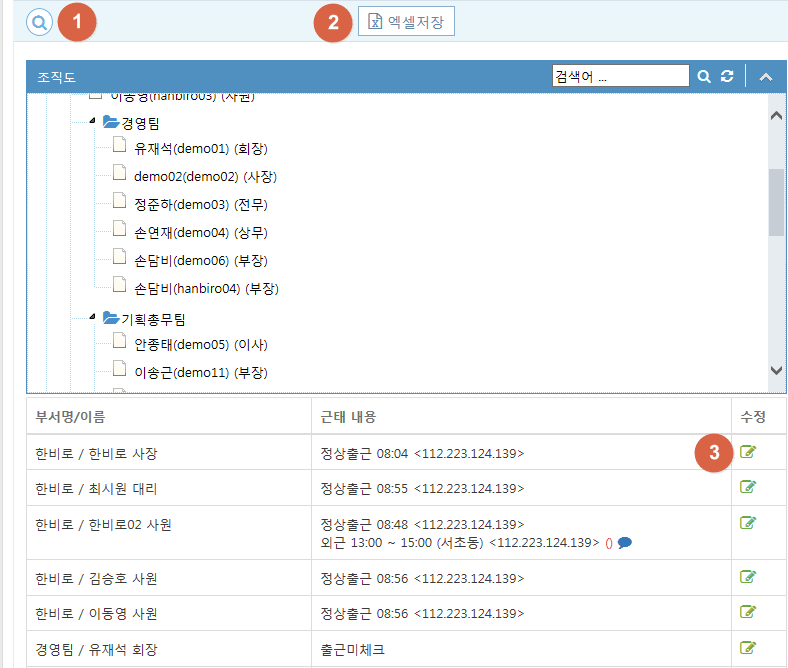 1
2
엑셀저장
조직도
검색어 ...
이동영(hanbiro03) (사원)
경영팀
유재석(demo01) (회장)
demo02(demo02) (사장)
정준하(demo03) (전무)
손연재(demo04) (상무)
손담비(demo06) (부장)
손담비(hanbiro04) (부장)
기획총무팀
안종태(demo05) (이사)
이송근(demo11) (부장)
부서명/이름 근태 내용 수정
한비로 / 한비로 사장 정상출근 08:04 <112.223.124.139> 3
한비로 / 최시원 대리 정상출근 08:55 <112.223.124.139>
한비로 / 한비로02 사원 정상출근 08:48 <112.223.124.139>
외근 13:00 ~ 15:00 (서초동) <112.223.124.139> ()
한비로 / 김승호 사원 정상출근 08:56 <112.223.124.139>
한비로 / 이동영 사원 정상출근 08:56 <112.223.124.139>
경영팀 / 유재석 회장 출근미체크